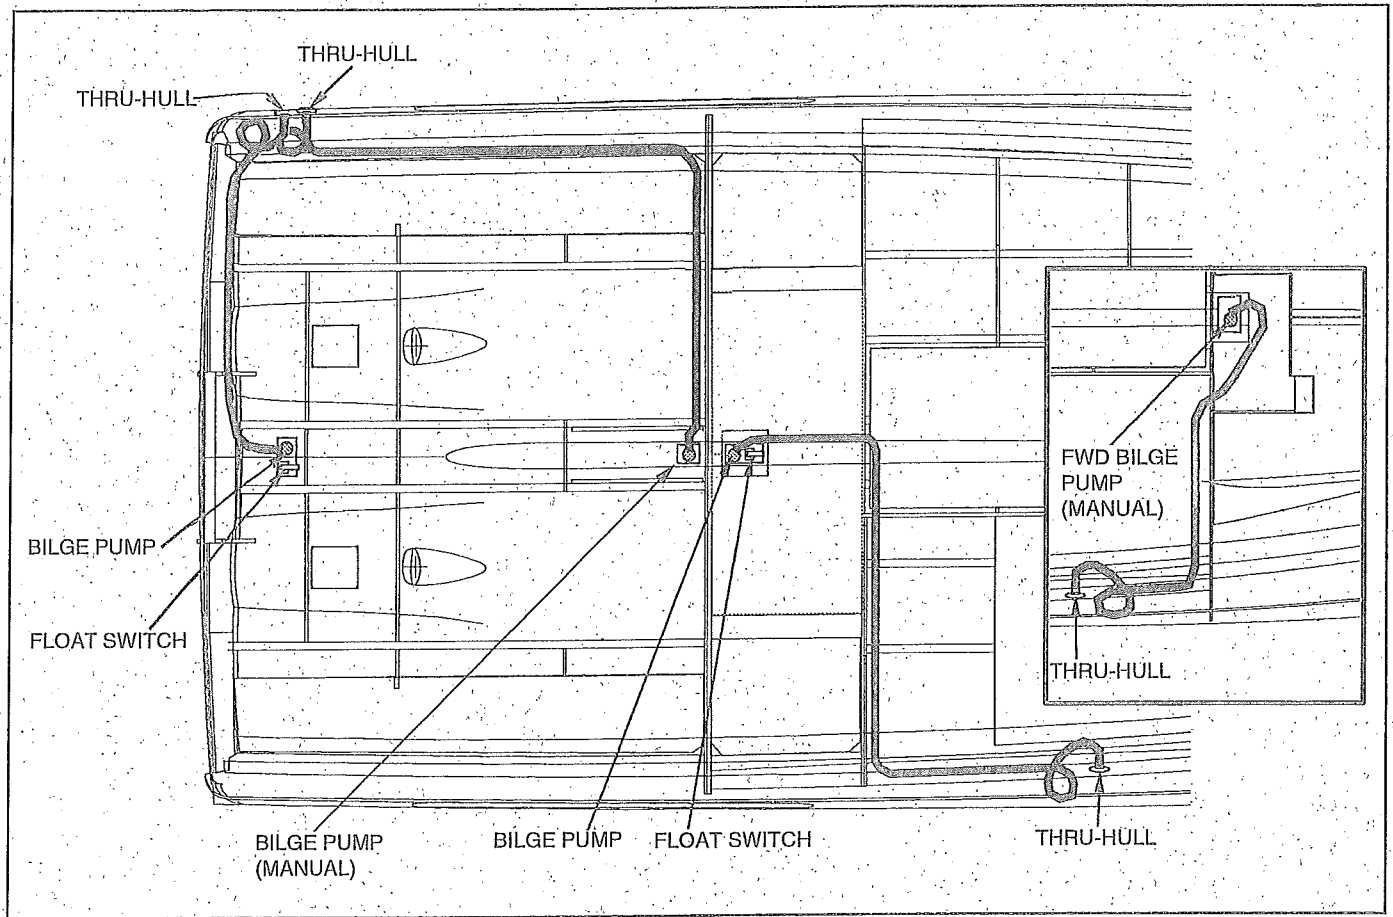 THRU-HULL
THRU-HULL
FWD BILGE
PUMP
(MANUAL)
BILGE PUMP
FLOAT SWITCH
THRU-HULL
BILGE PUMP
(MANUAL)
BILGE PUMP
FLOAT SWITCH
THRU-HULL